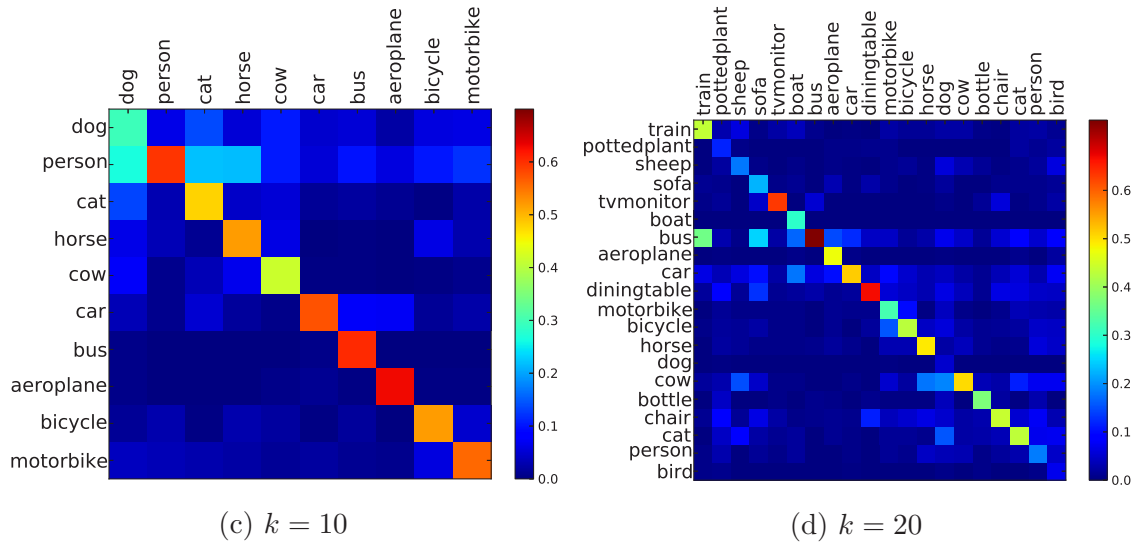 dog person cat horse cow car bus aeroplane bicycle motorbike
dog
person
cat
horse
cow
car
bus
aeroplane
bicycle
motorbike
0.6
0.5
0.4
0.3
0.2
0.1
0.0
(c) k = 10
train pottedplant sheep sofa tvmonitor boat bus aeroplane car diningtable motorbike bicycle horse dog cow bottle chair cat person bird
train
pottedplant
sheep
sofa
tvmonitor
boat
bus
aeroplane
car
diningtable
motorbike
bicycle
horse
dog
cow
bottle
chair
cat
person
bird
0.7
0.6
0.5
0.4
0.3
0.2
0.1
0.0
(d) k = 20